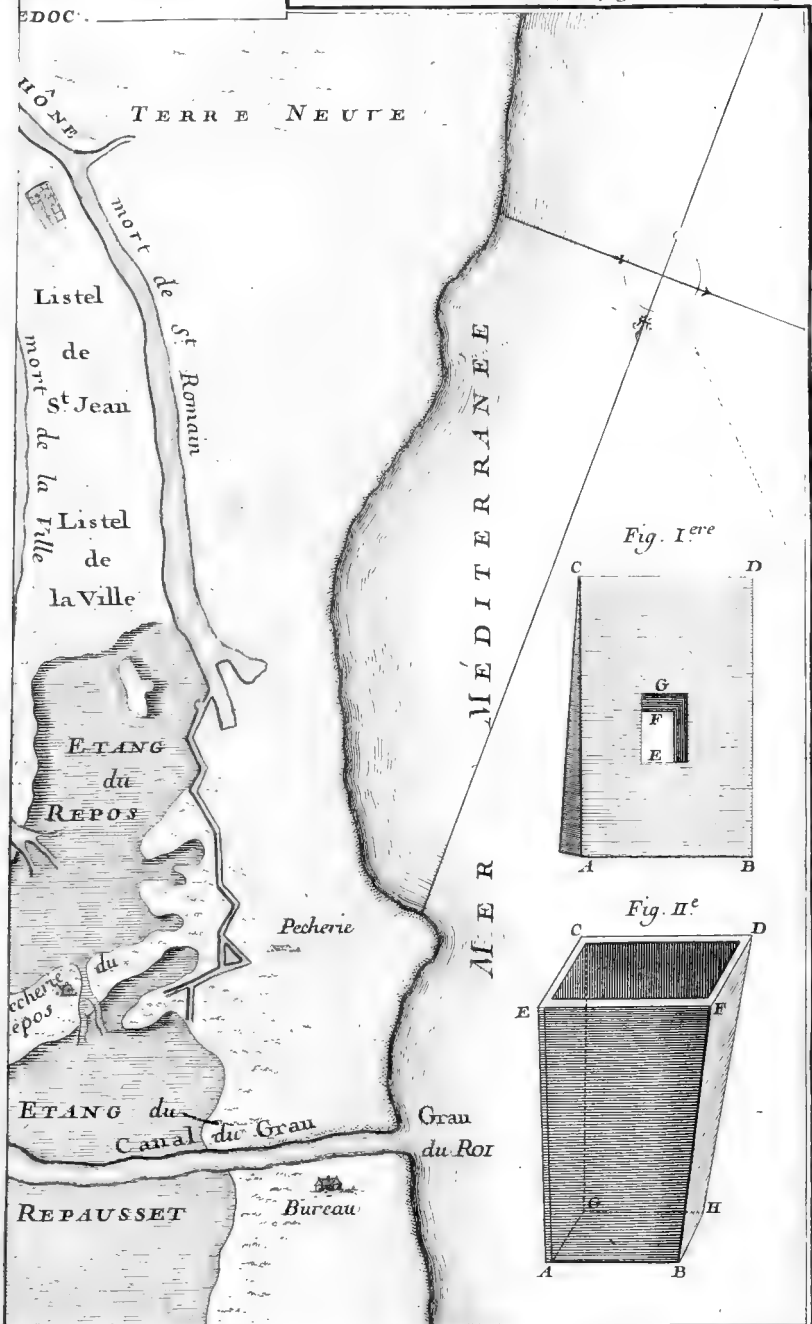 EDOC.
HÔNE
TERRE NEUVE
mort de St. Romain
Listel
de
St. Jean
mort de la Ville
Listel
de
la Ville
MER MÉDITERRANÉE
Fig. I.ere
C D
G
F
E
A B
ETANG
du
REPOS
Pecherie
echerie du
épos
Fig. II.e
C D
E F
G H
A B
ETANG du
Canal du Grau
Grau
du ROI
REPAUSSET
Bureau